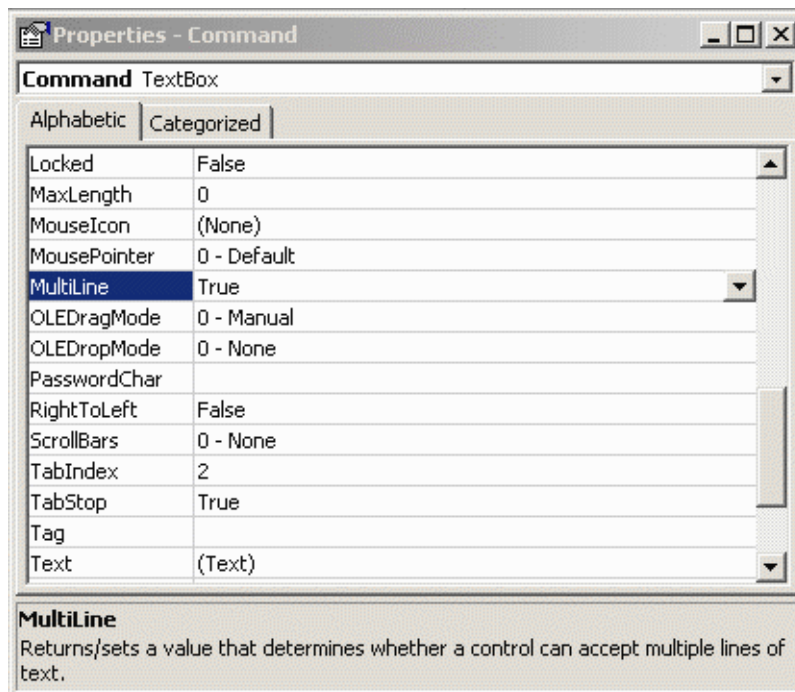 Properties - Command
Command TextBox
Alphabetic Categorized
Locked False
MaxLength 0
MouseIcon (None)
MousePointer 0 - Default
MultiLine True
OLEDragMode 0 - Manual
OLEDropMode 0 - None
PasswordChar
RightToLeft False
ScrollBars 0 - None
TabIndex 2
TabStop True
Tag
Text (Text)
MultiLine
Returns/sets a value that determines whether a control can accept multiple lines of
text.